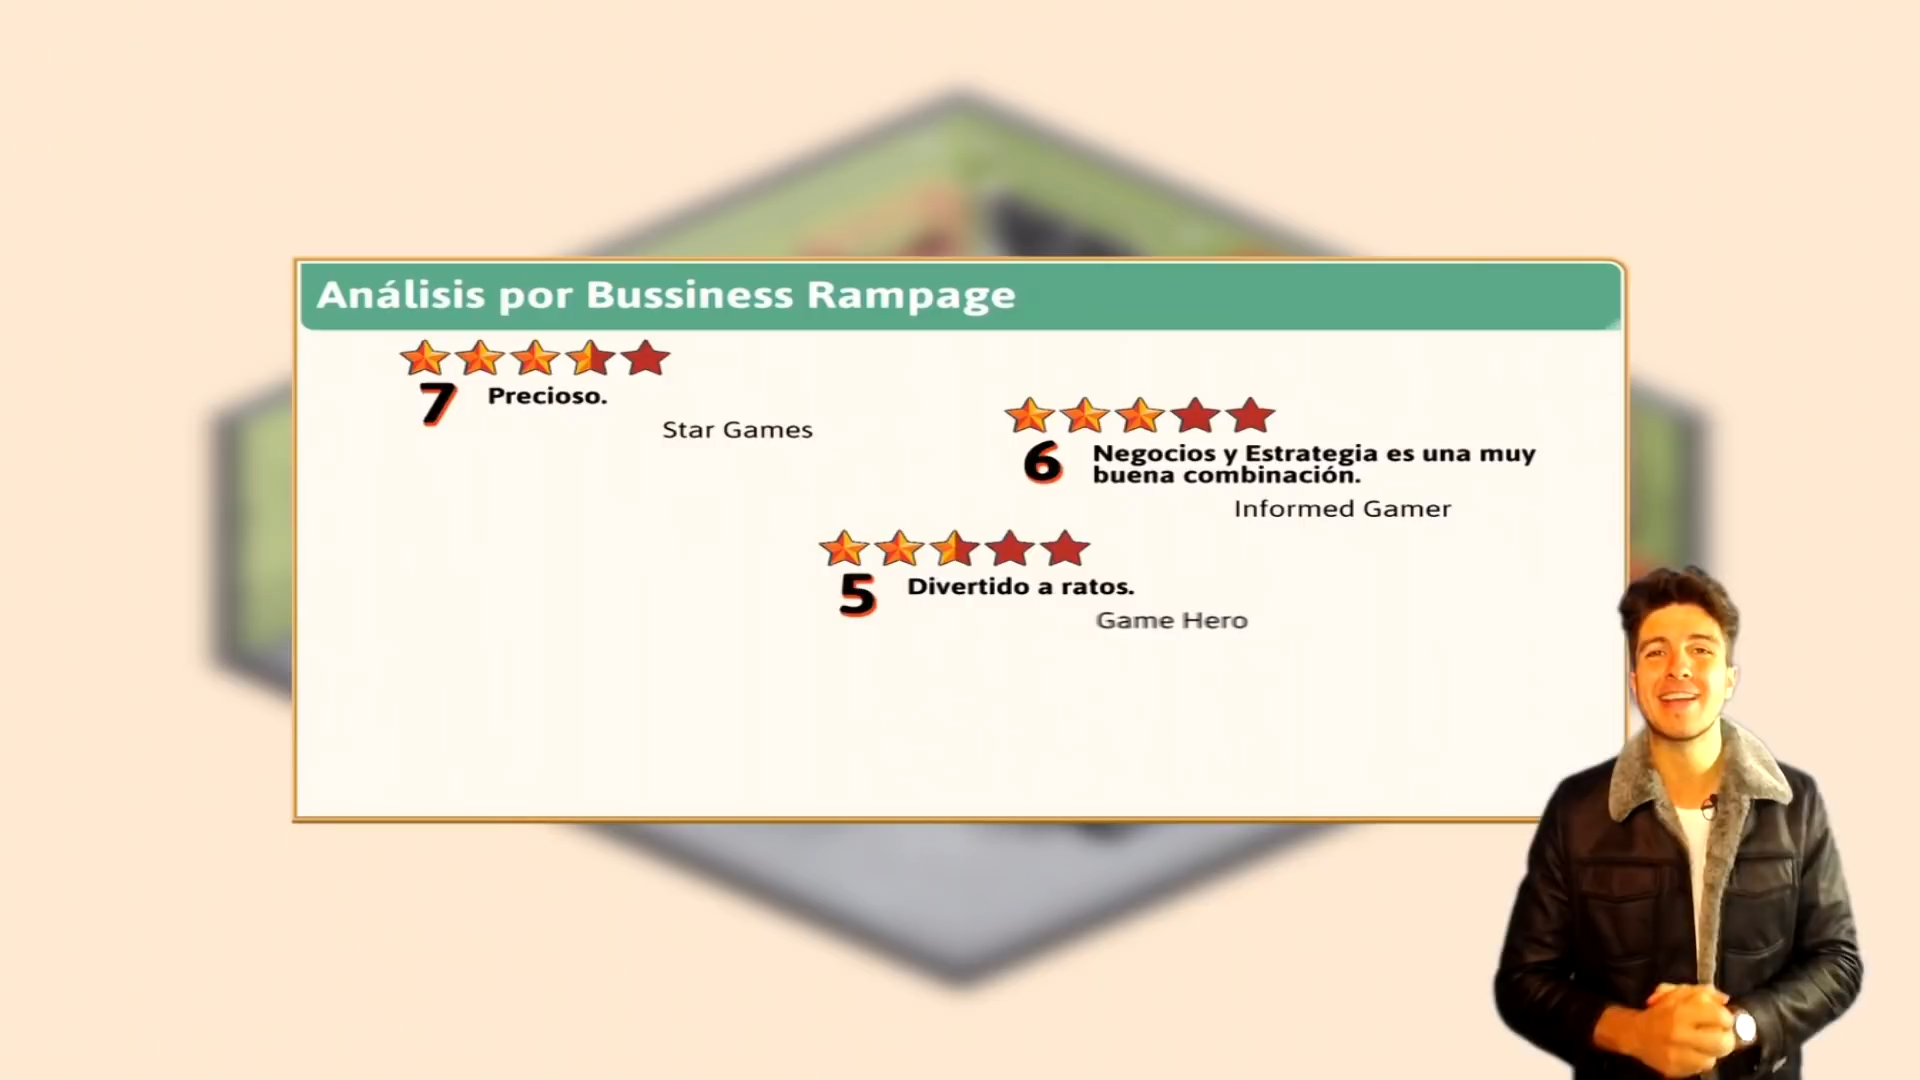 Análisis por Bussiness Rampage
7
Precioso.
Star Games
6
Negocios y Estrategia es una muy
buena combinación.
Informed Gamer
5
Divertido a ratos.
Game Hero